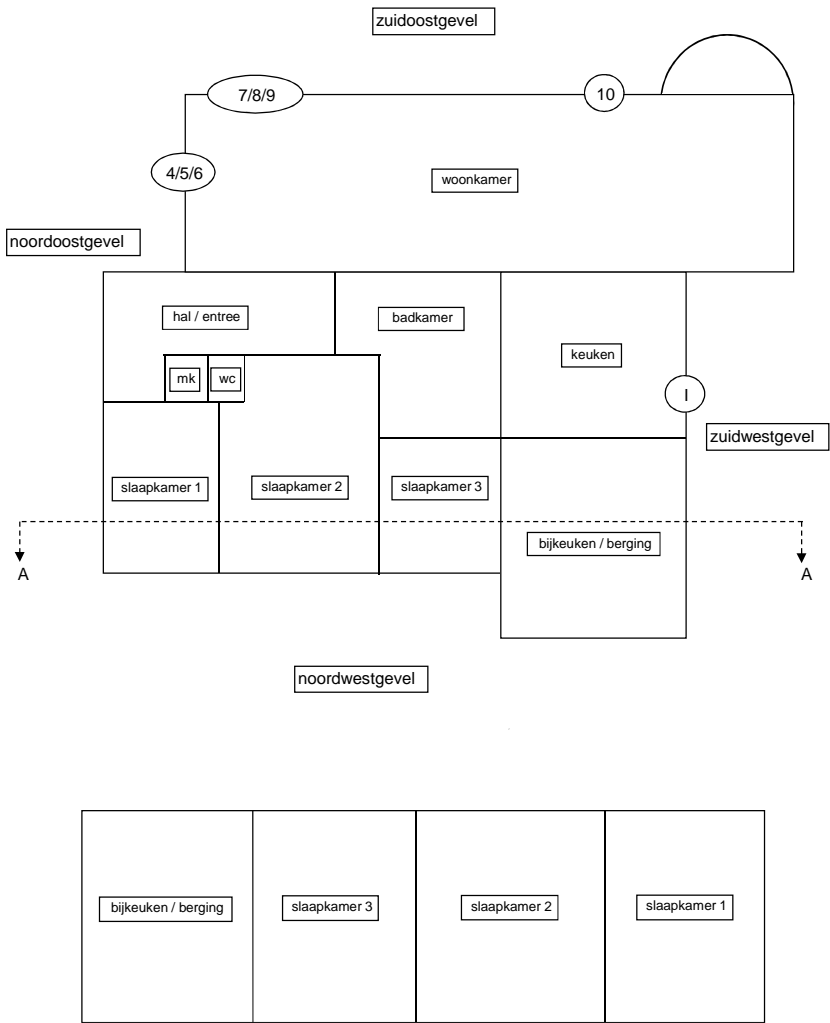 zuidoostgevel
7/8/9
10
4/5/6
woonkamer
noordoostgevel
hal / entree
badkamer
keuken
mk
wc
I
zuidwestgevel
slaapkamer 1
slaapkamer 2
slaapkamer 3
bijkeuken / berging
A
A
noordwestgevel
bijkeuken / berging
slaapkamer 3
slaapkamer 2
slaapkamer 1